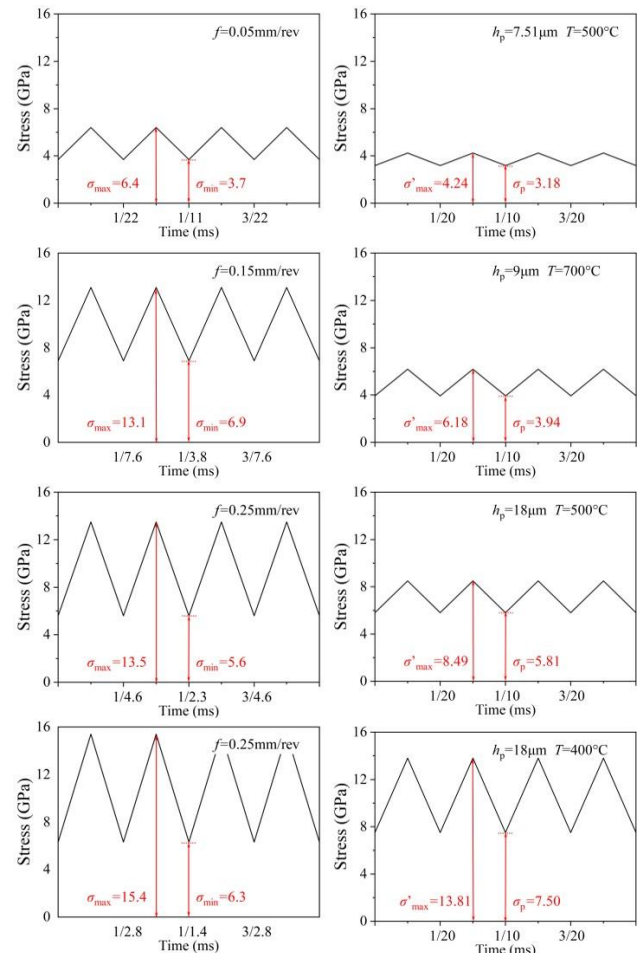 f=0.05mm/rev
Stress (GPa)
16
12
8
4
0
σmax=6.4
σmin=3.7
1/22
1/11
3/22
Time (ms)
hp=7.51μm T=500°C
Stress (GPa)
16
12
8
4
0
σ'max=4.24
σp=3.18
1/20
1/10
3/20
Time (ms)
f=0.15mm/rev
Stress (GPa)
16
12
8
4
0
σmax=13.1
σmin=6.9
1/7.6
1/3.8
3/7.6
Time (ms)
hp=9μm T=700°C
Stress (GPa)
16
12
8
4
0
σ'max=6.18
σp=3.94
1/20
1/10
3/20
Time (ms)
f=0.25mm/rev
Stress (GPa)
16
12
8
4
0
σmax=13.5
σmin=5.6
1/4.6
1/2.3
3/4.6
Time (ms)
hp=18μm T=500°C
Stress (GPa)
16
12
8
4
0
σ'max=8.49
σp=5.81
1/20
1/10
3/20
Time (ms)
f=0.25mm/rev
Stress (GPa)
16
12
8
4
0
σmax=15.4
σmin=6.3
1/2.8
1/1.4
3/2.8
Time (ms)
hp=18μm T=400°C
Stress (GPa)
16
12
8
4
0
σ'max=13.81
σp=7.50
1/20
1/10
3/20
Time (ms)